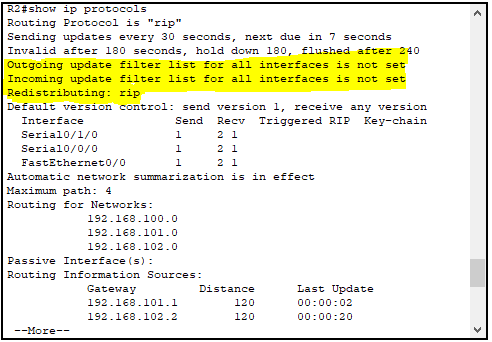 R2#show ip protocols
Routing Protocol is "rip"
Sending updates every 30 seconds, next due in 7 seconds
Invalid after 180 seconds, hold down 180, flushed after 240
Outgoing update filter list for all interfaces is not set
Incoming update filter list for all interfaces is not set
Redistributing: rip
Default version control: send version 1, receive any version
Interface Send Recv Triggered RIP Key-chain
Serial0/1/0 1 2 1
Serial0/0/0 1 2 1
FastEthernet0/0 1 2 1
Automatic network summarization is in effect
Maximum path: 4
Routing for Networks:
192.168.100.0
192.168.101.0
192.168.102.0
Passive Interface(s):
Routing Information Sources:
Gateway Distance Last Update
192.168.101.1 120 00:00:02
192.168.102.2 120 00:00:20
--More--